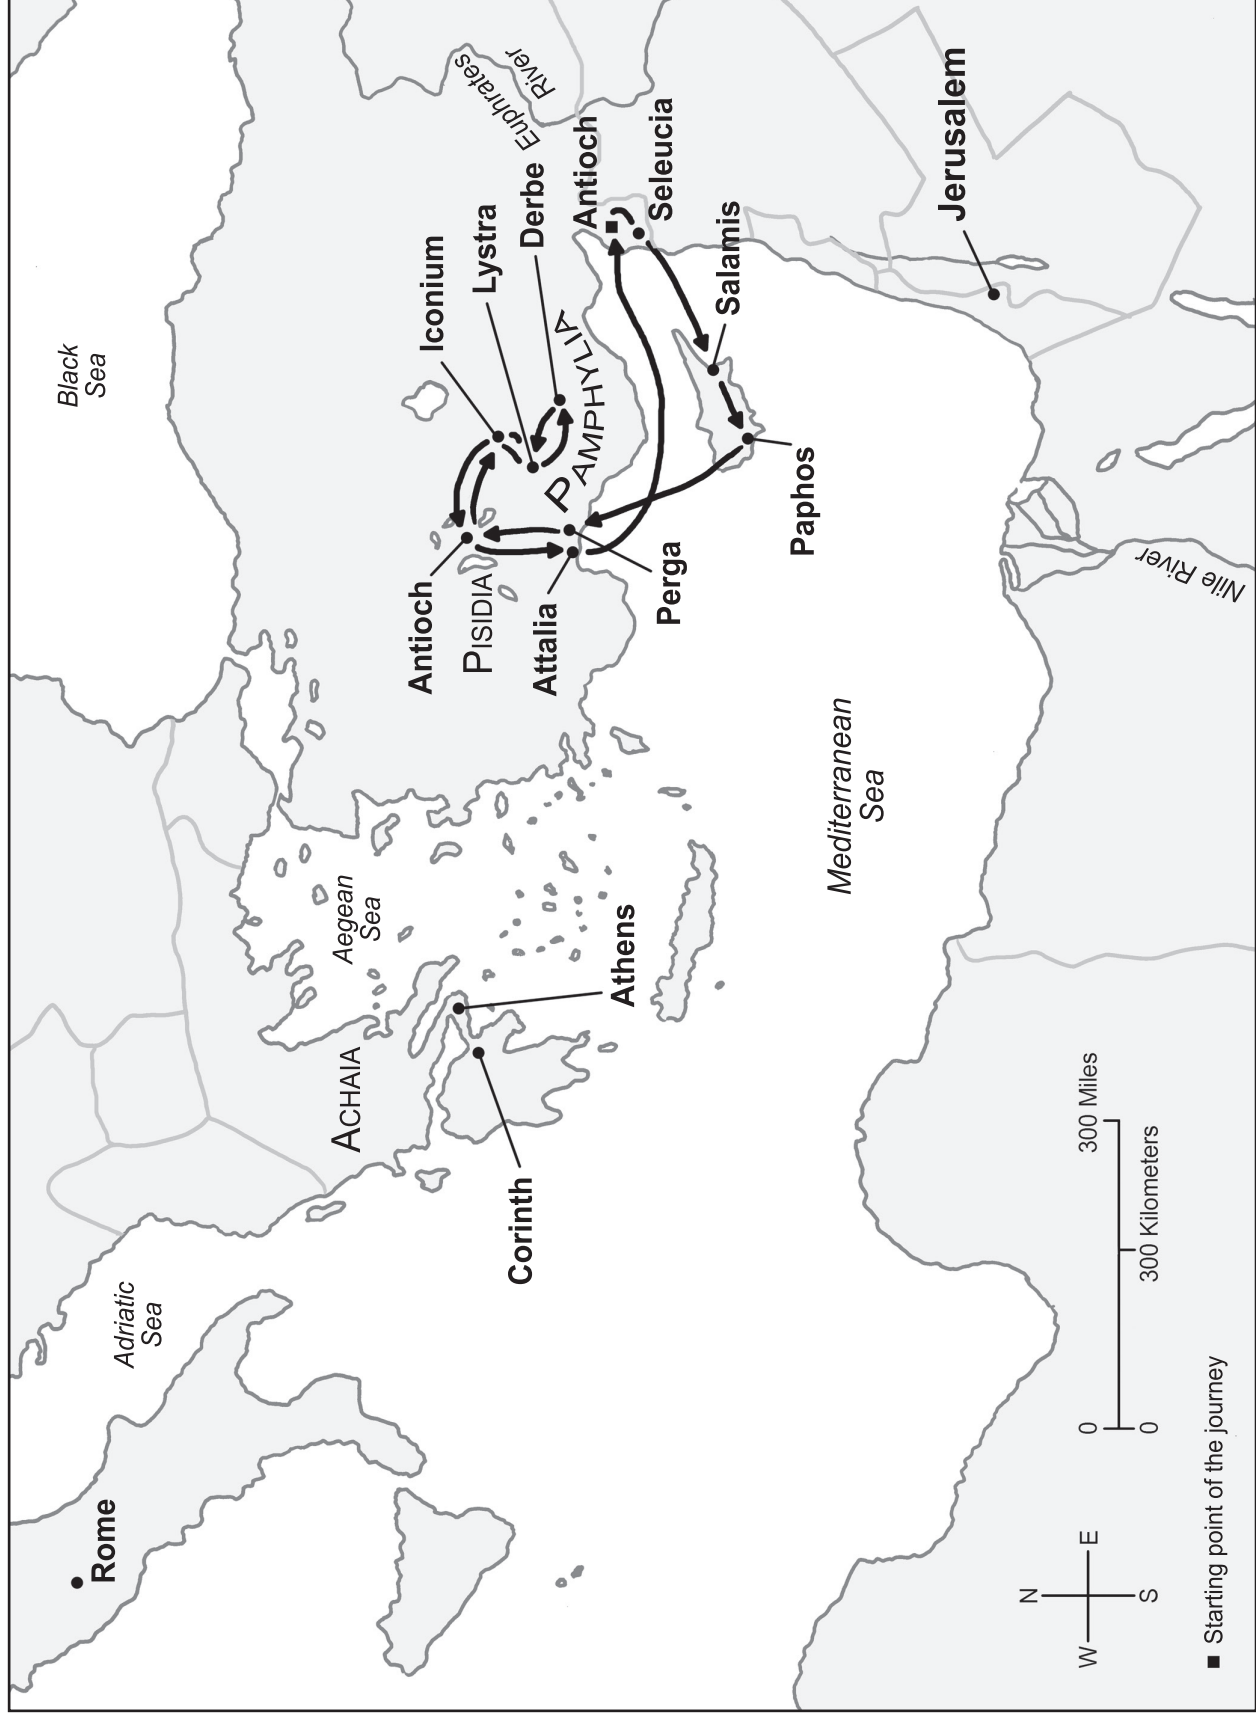 Black
Sea
Adriatic
Sea
Rome
ACHAIA
Aegean
Sea
Antioch
PISIDIA
Iconium
Lystra
Derbe
Euphrates
River
PAMPHYLIA
Attalia
Perga
Antioch
Seleucia
Salamis
Paphos
Athens
Corinth
Mediterranean
Sea
Jerusalem
Nile River
N
W
E
S
0
300 Miles
0
300 Kilometers
Starting point of the journey